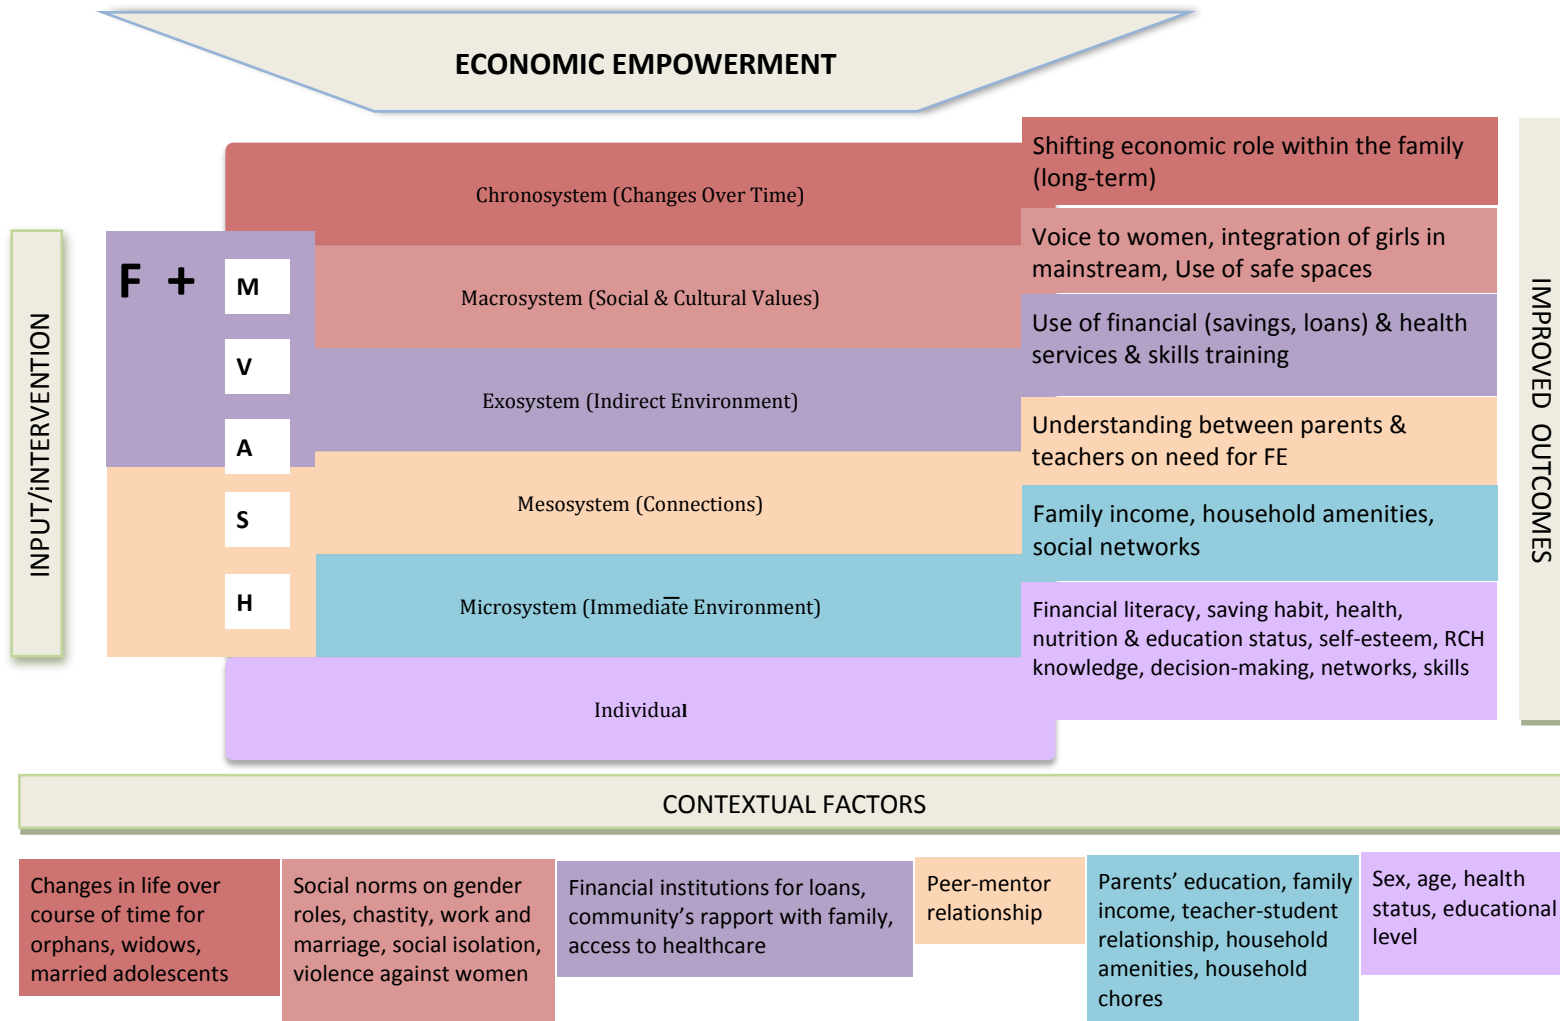 ECONOMIC EMPOWERMENT
INPUT/iNTERVENTION
F +
M
V
A
S
H
Chronosystem (Changes Over Time)
Macrosystem (Social & Cultural Values)
Exosystem (Indirect Environment)
Mesosystem (Connections)
Microsystem (Immediate Environment)
Individual
Shifting economic role within the family
(long-term)
Voice to women, integration of girls in
mainstream, Use of safe spaces
Use of financial (savings, loans) & health
services & skills training
Understanding between parents &
teachers on need for FE
Family income, household amenities,
social networks
Financial literacy, saving habit, health,
nutrition & education status, self-esteem, RCH
knowledge, decision-making, networks, skills
IMPROVED OUTCOMES
CONTEXTUAL FACTORS
Changes in life over
course of time for
orphans, widows,
married adolescents
Social norms on gender
roles, chastity, work and
marriage, social isolation,
violence against women
Financial institutions for loans,
community’s rapport with family,
access to healthcare
Peer-mentor
relationship
Parents’ education, family
income, teacher-student
relationship, household
amenities, household
chores
Sex, age, health
status, educational
level